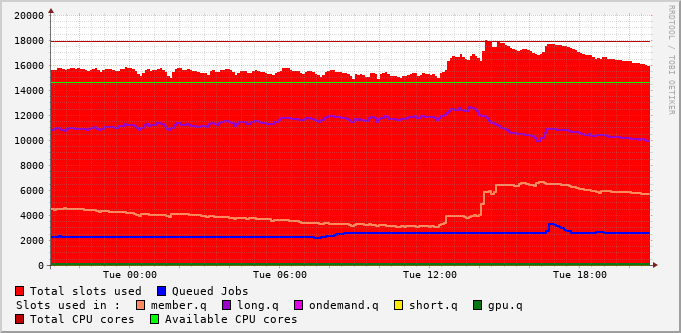 20000
18000
16000
14000
12000
10000
8000
6000
4000
2000
0
Tue 00:00 Tue 06:00 Tue 12:00 Tue 18:00
RRDTOOL / TOBI OETIKER
Total slots used Queued Jobs
Slots used in : member.q long.q ondemand.q short.q gpu.q
Total CPU cores Available CPU cores